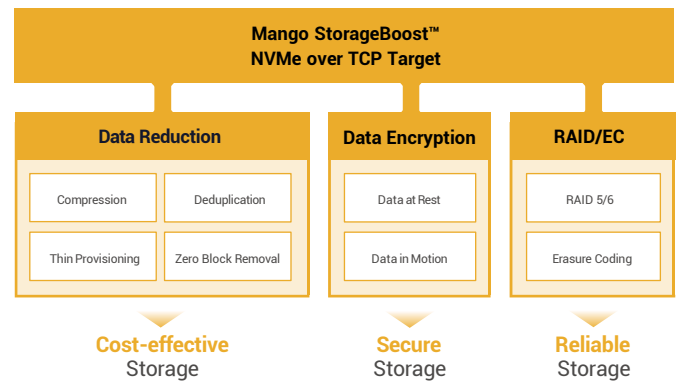 Mango StorageBoost™
NVMe over TCP Target
Data Reduction
Compression
Deduplication
Thin Provisioning
Zero Block Removal
Cost-effective
Storage
Data Encryption
Data at Rest
Data in Motion
Secure
Storage
RAID/EC
RAID 5/6
Erasure Coding
Reliable
Storage